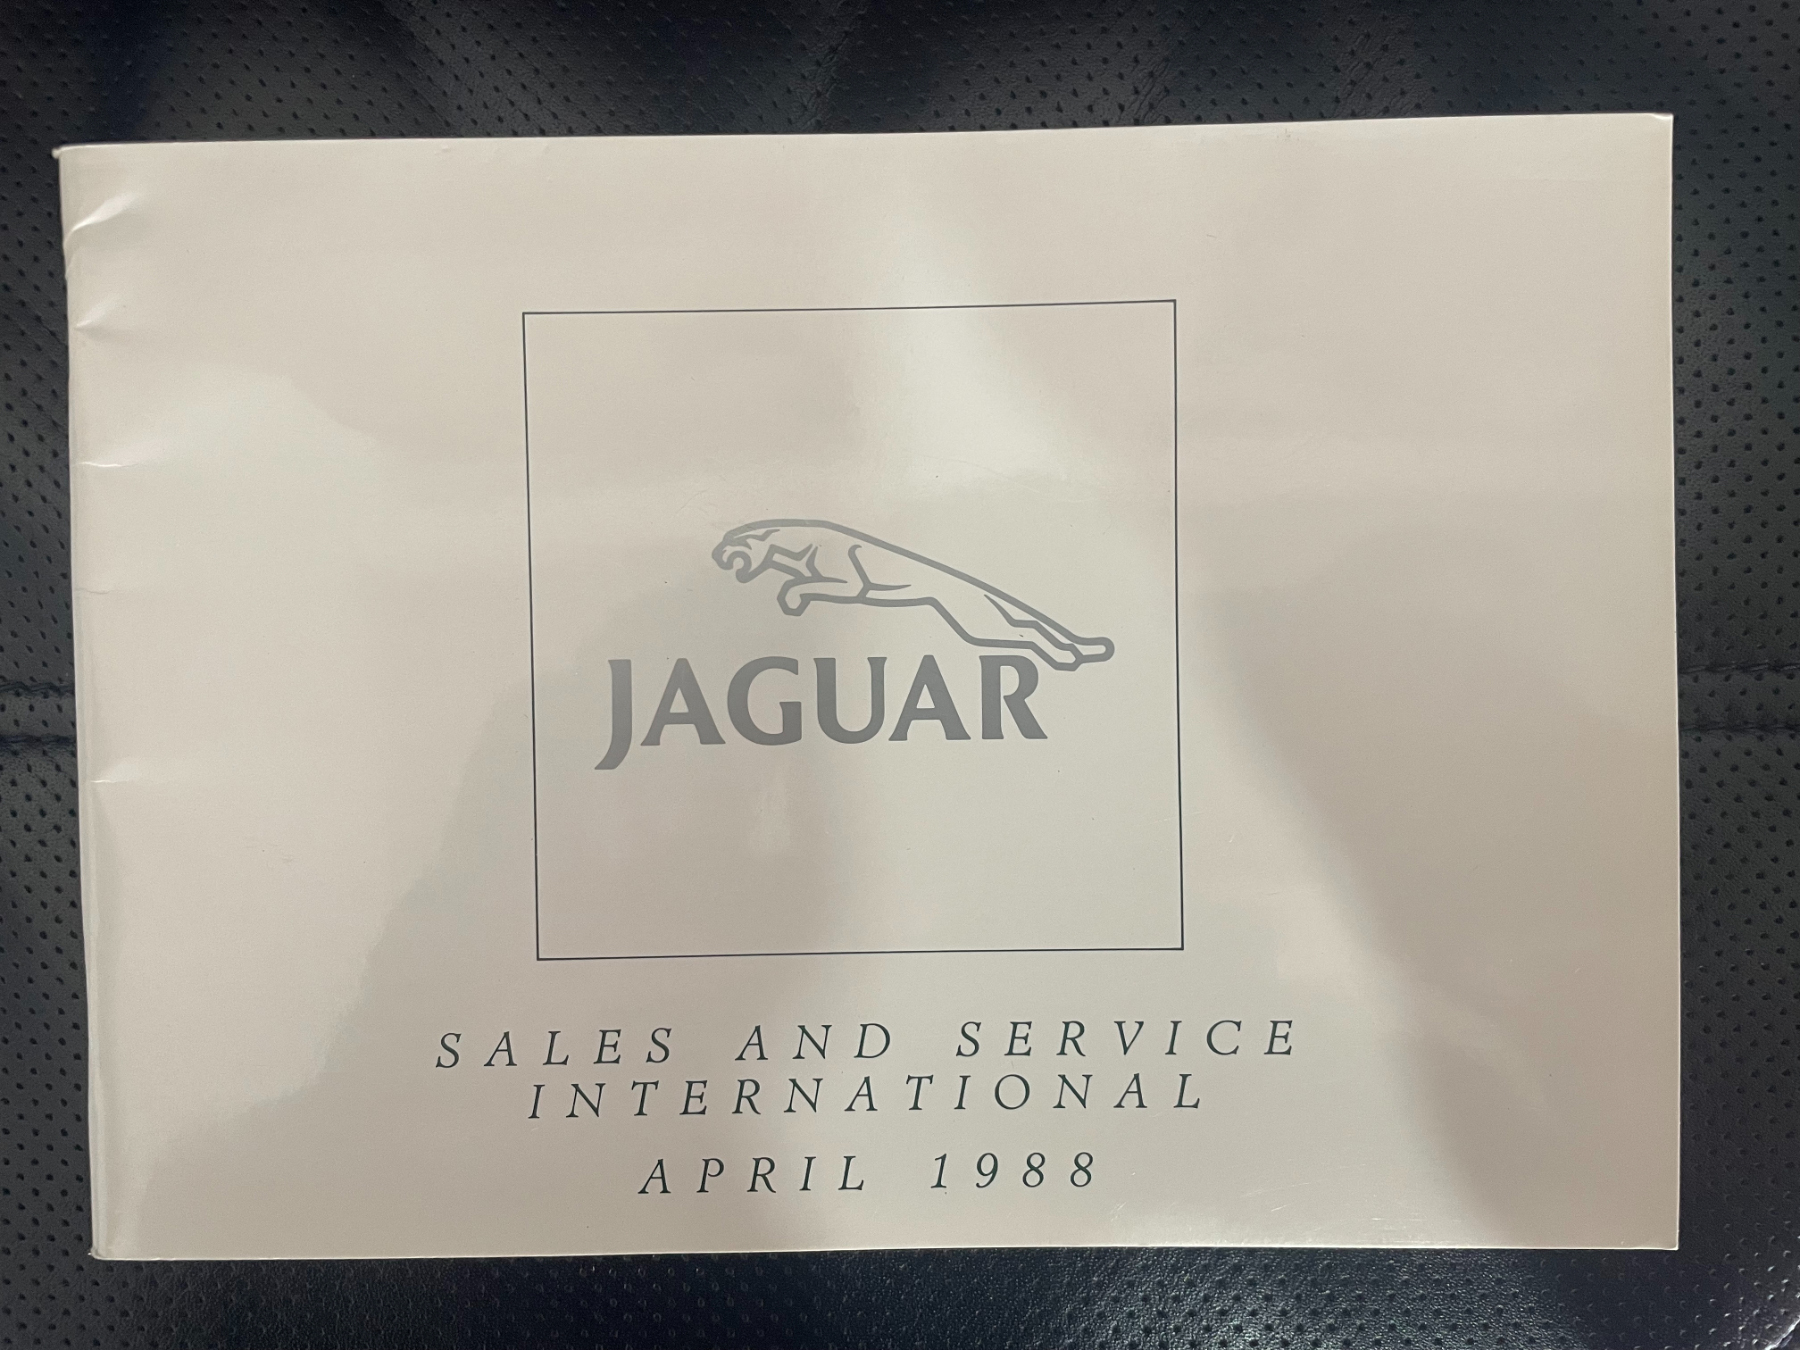 JAGUAR
SALES AND SERVICE
INTERNATIONAL
APRIL 1988